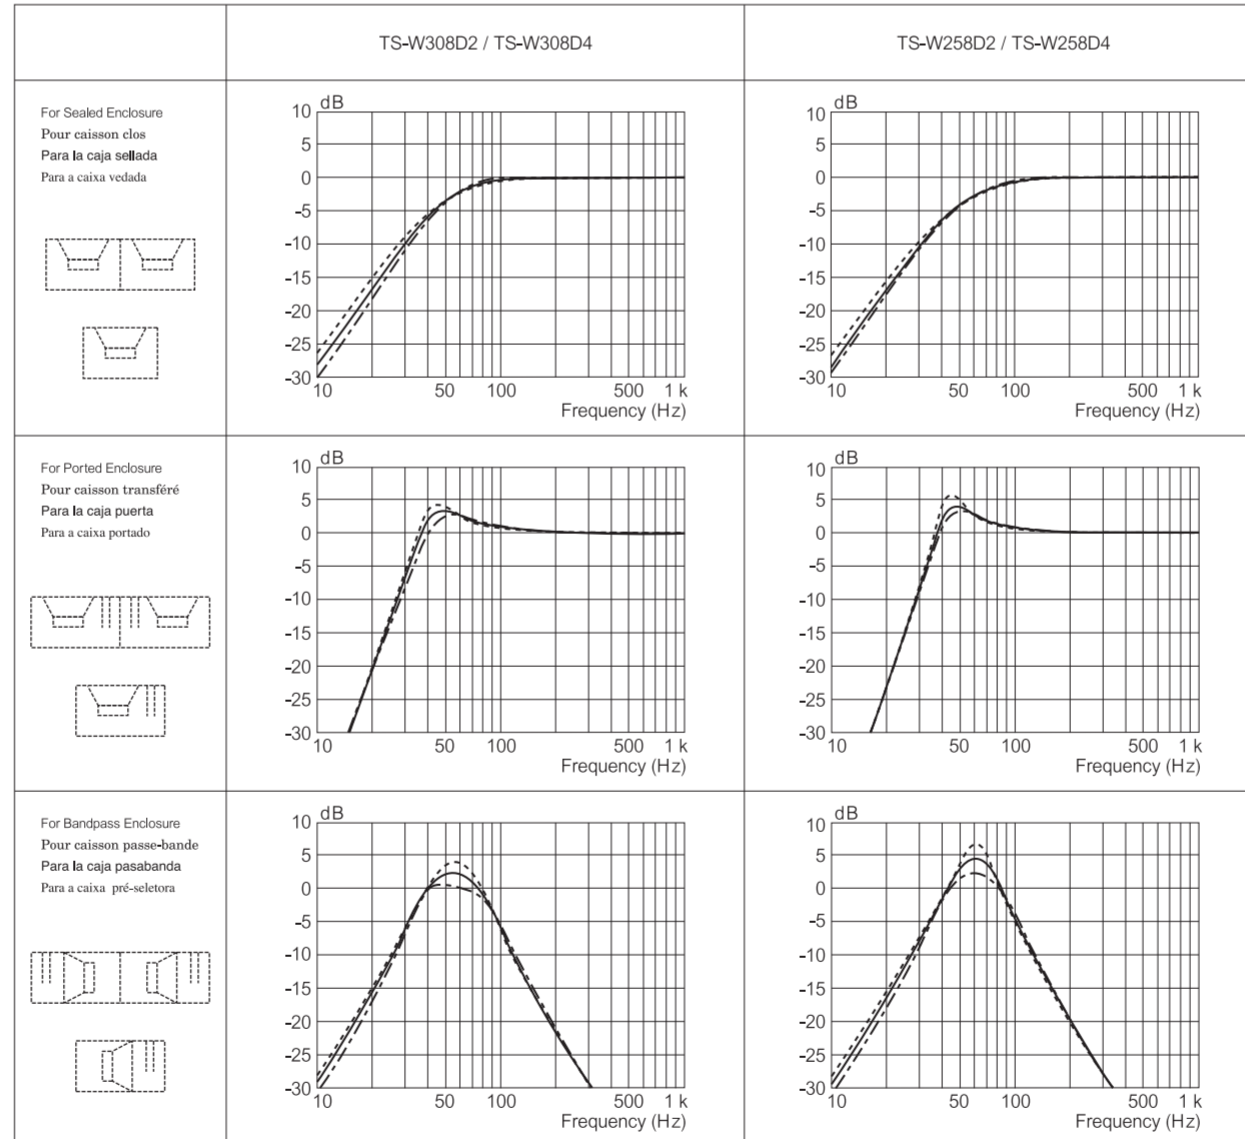 TS-W308D2 / TS-W308D4
TS-W258D2 / TS-W258D4
For Sealed Enclosure
Pour caisson clos
Para la caja sellada
Para a caixa vedada
dB
10
5
0
-5
-10
-15
-20
-25
-30
10 50 100 500 1 k
Frequency (Hz)
dB
10
5
0
-5
-10
-15
-20
-25
-30
10 50 100 500 1 k
Frequency (Hz)
For Ported Enclosure
Pour caisson transféré
Para la caja puerta
Para a caixa portado
dB
10
5
0
-5
-10
-15
-20
-25
-30
10 50 100 500 1 k
Frequency (Hz)
dB
10
5
0
-5
-10
-15
-20
-25
-30
10 50 100 500 1 k
Frequency (Hz)
For Bandpass Enclosure
Pour caisson passe-bande
Para la caja pasabanda
Para a caixa pré-seletora
dB
10
5
0
-5
-10
-15
-20
-25
-30
10 50 100 500 1 k
Frequency (Hz)
dB
10
5
0
-5
-10
-15
-20
-25
-30
10 50 100 500 1 k
Frequency (Hz)